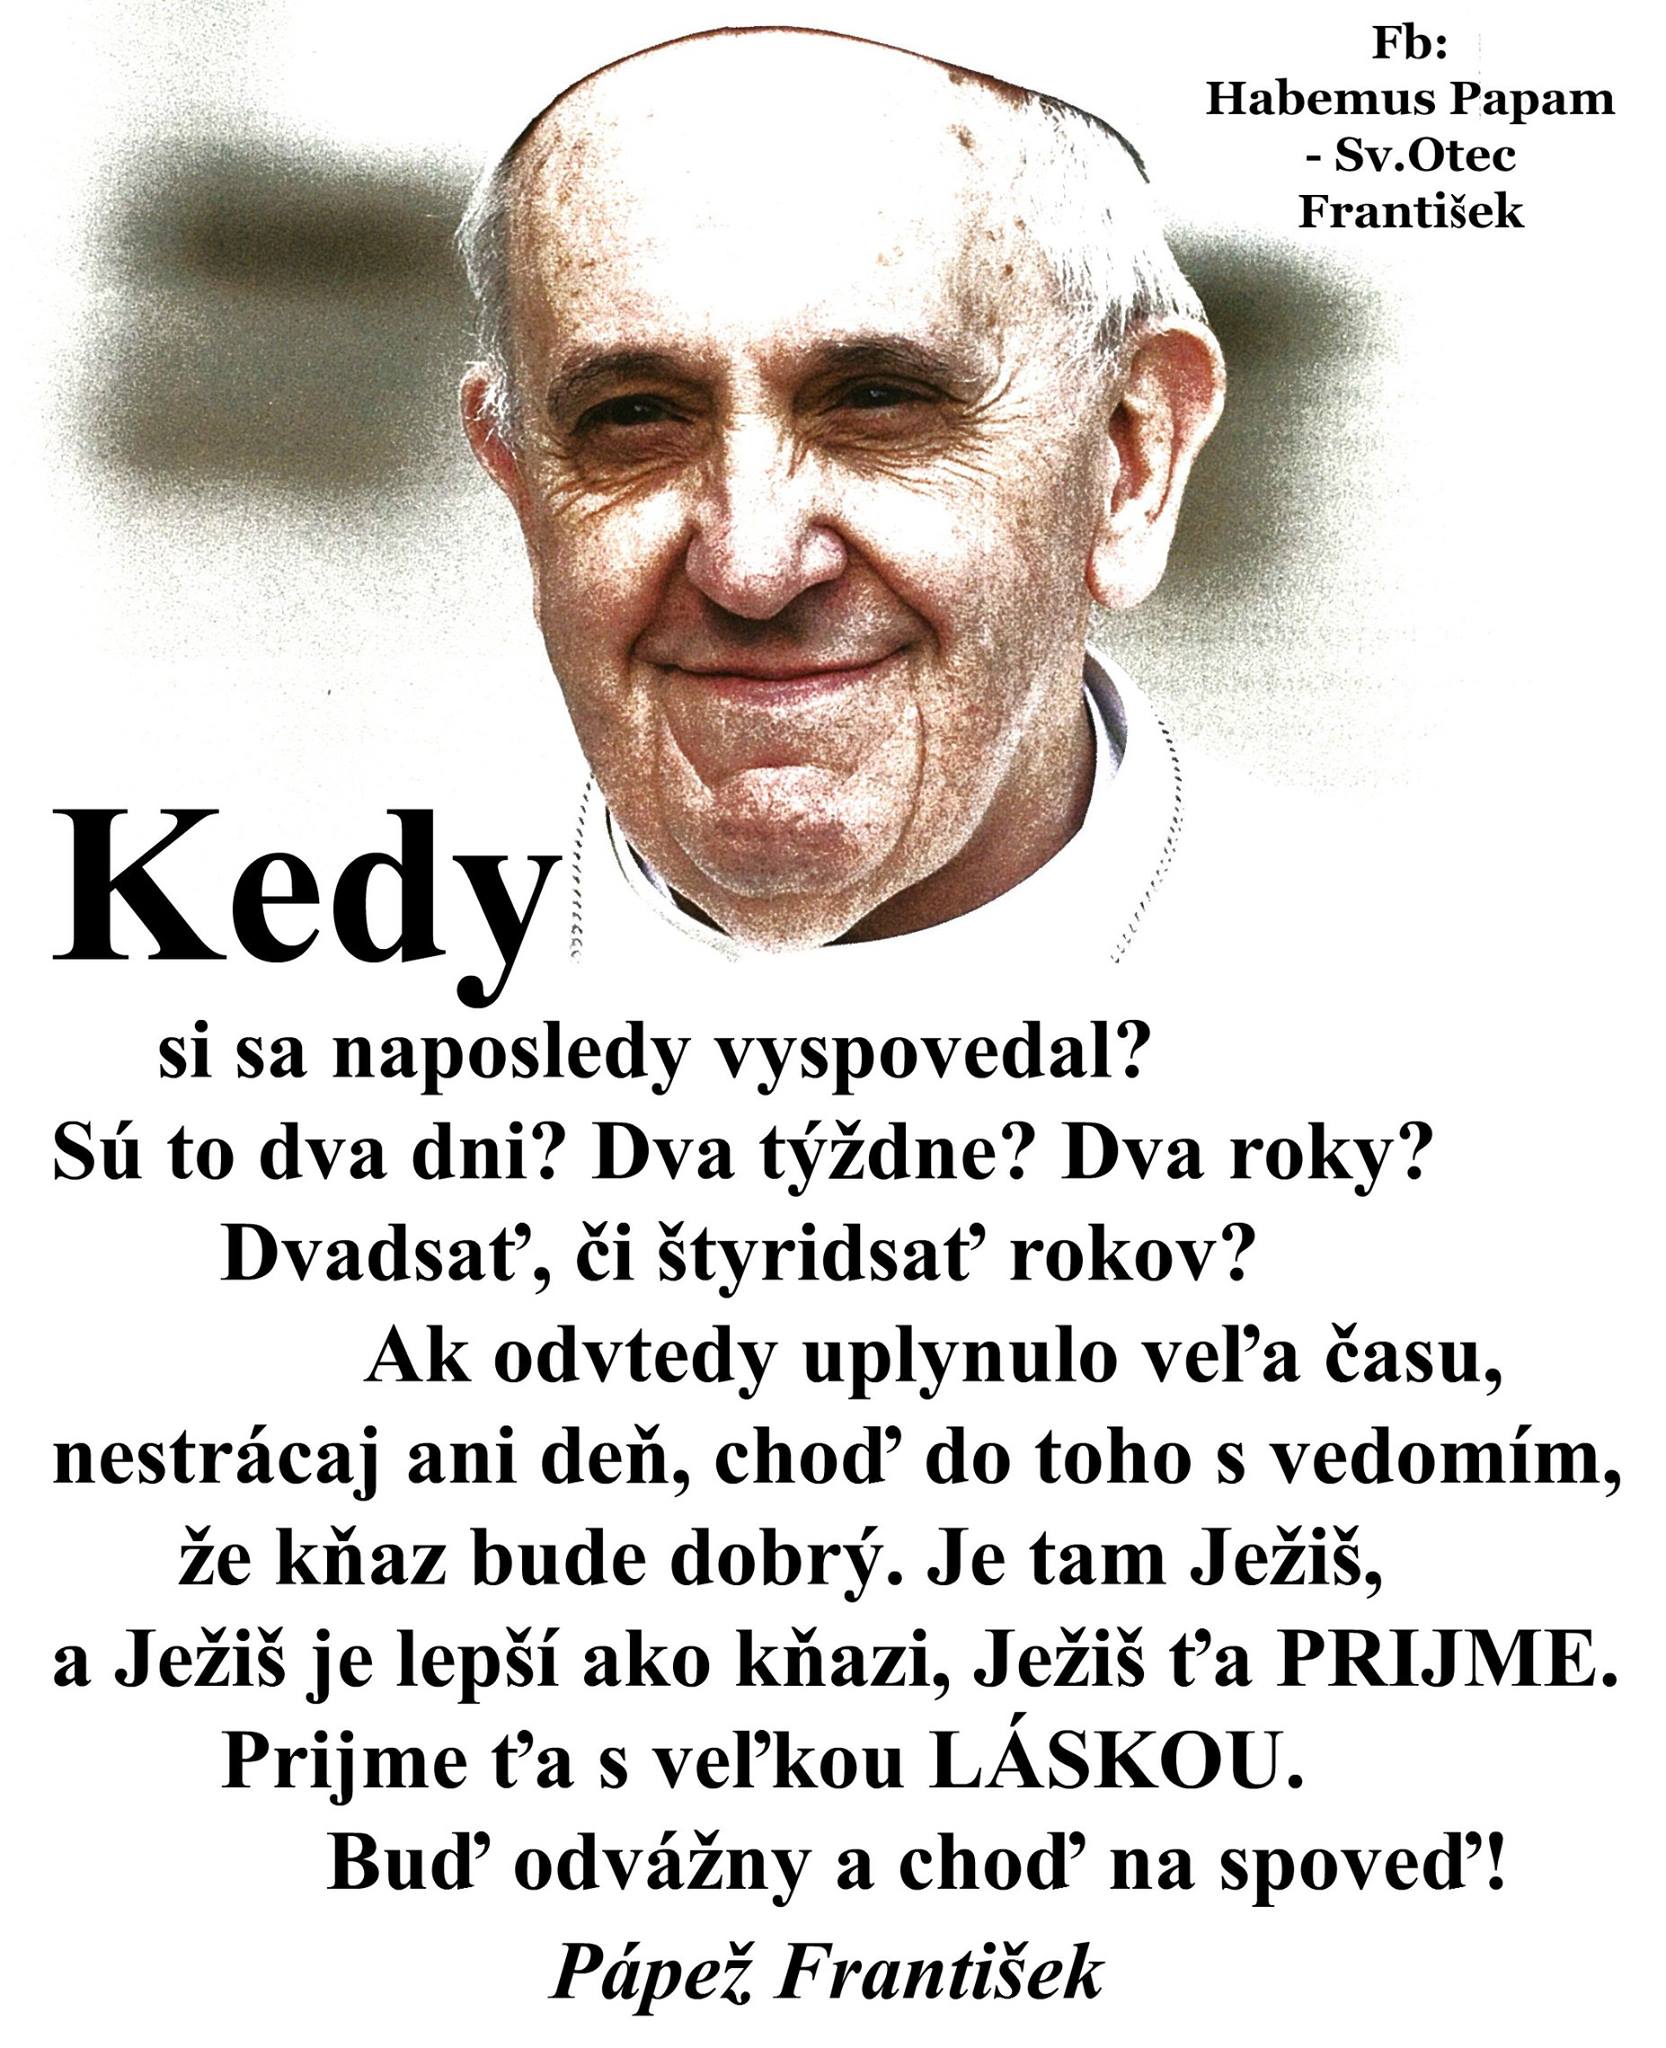 Fb:
Habemus Papam
- Sv.Otec
František
Kedy
si sa naposledy vyspovedal?
Sú to dva dni? Dva týždne? Dva roky?
Dvadsať, či štyridsať rokov?
Ak odvtedy uplynulo veľa času,
nestrácaj ani deň, choď do toho s vedomím,
že kňaz bude dobrý. Je tam Ježiš,
a Ježiš je lepší ako kňazi, Ježiš ťa PRIJME.
Prijme ťa s veľkou LÁSKOU.
Buď odvážny a choď na spoveď!
Pápež František